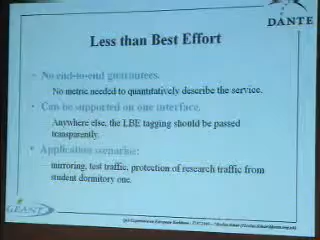 DANTE
Less than Best Effort
- No end-to-end guarantees.
No metric needed to quantitatively describe the service.
- Can be supported on one interface.
Anywhere else, the LBE tagging should be passed
transparently.
- Application scenarios:
mirroring, test traffic, protection of research traffic from
student dormitory one.
GEANT